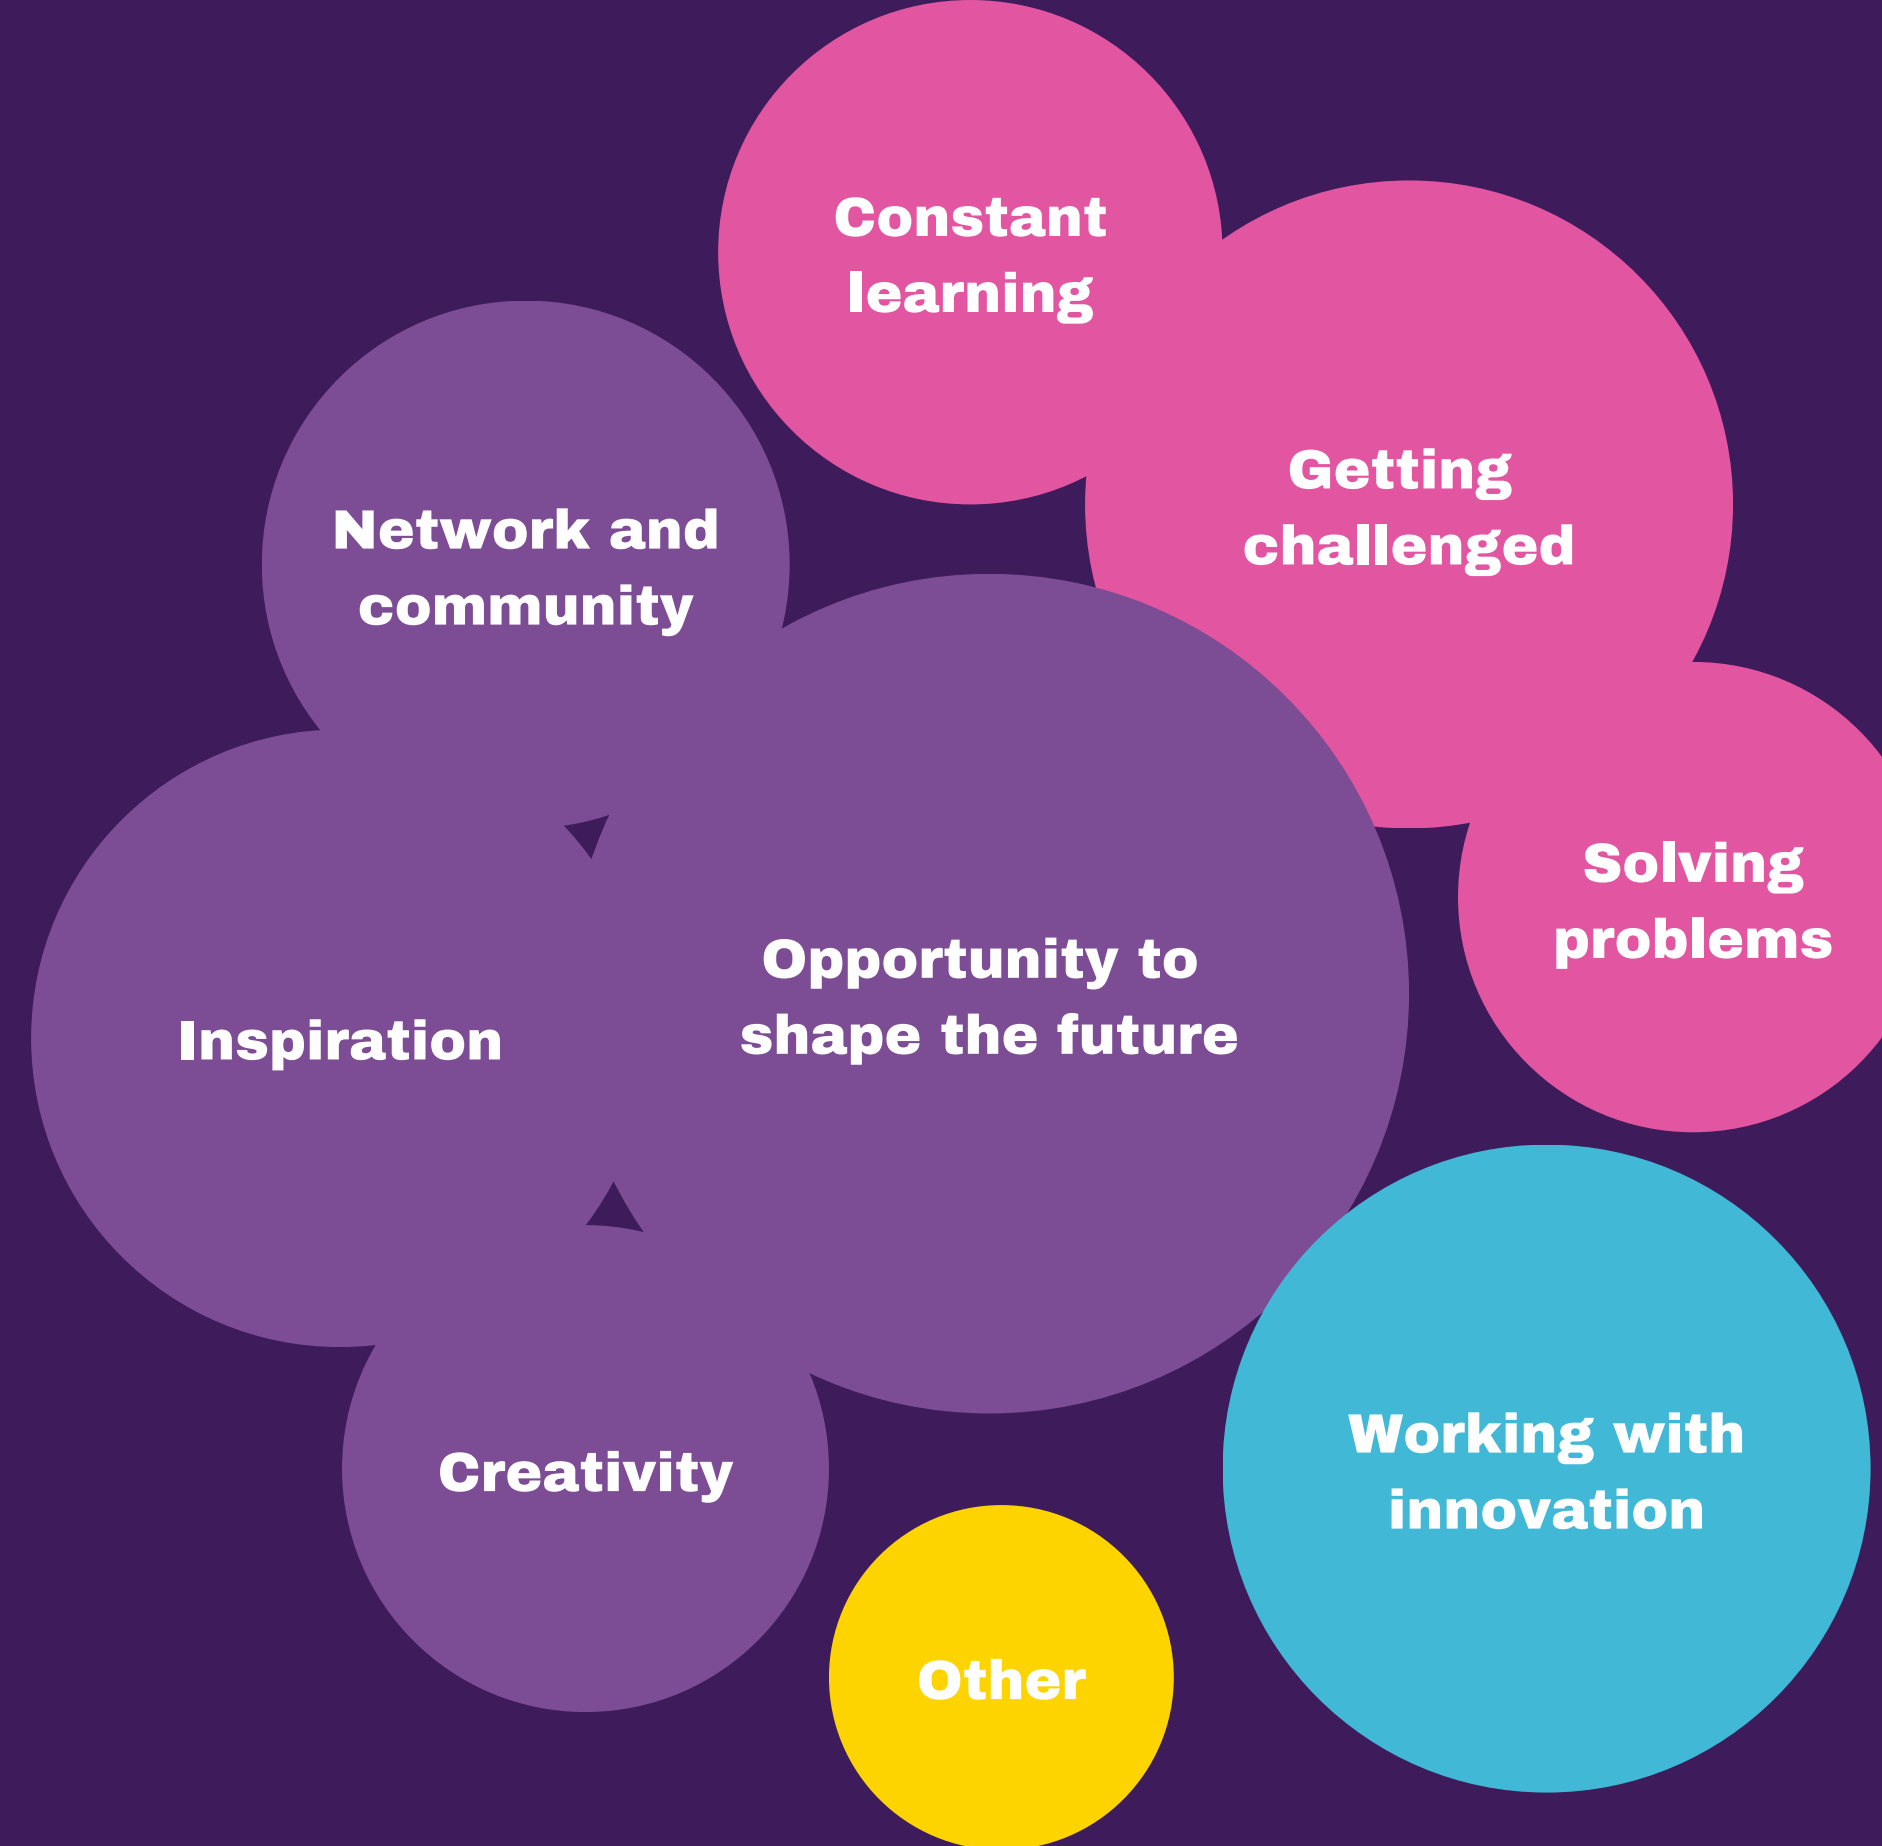 Constant
learning
Getting
challenged
Network and
community
Solving
problems
Opportunity to
shape the future
Inspiration
Working with
innovation
Creativity
Other